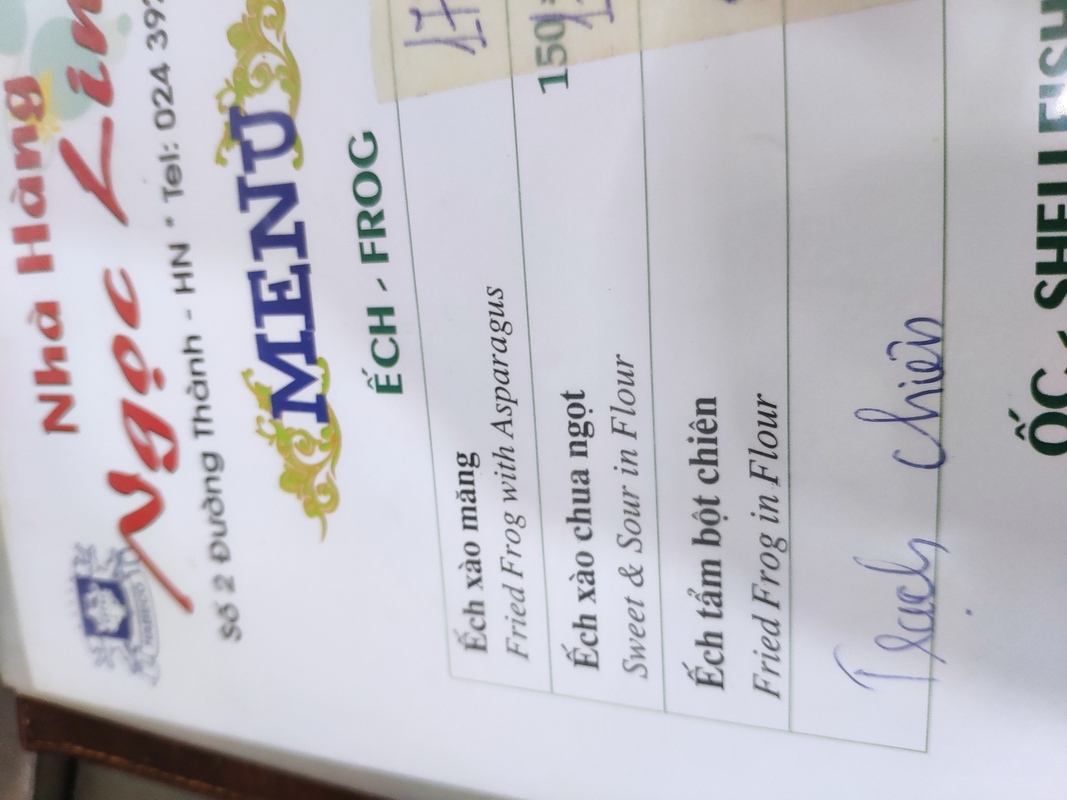 Nhà Hàng
Ngọc Lin
Số 2 Đường Thành - HN * Tel: 024 39
MENU
ẾCH - FROG
Ếch xào măng 17
Fried Frog with Asparagus
Ếch xào chua ngọt 150
Sweet & Sour in Flour
Ếch tẩm bột chiên
Fried Frog in Flour
Trạch chiên
ỐC - SHELLFISH